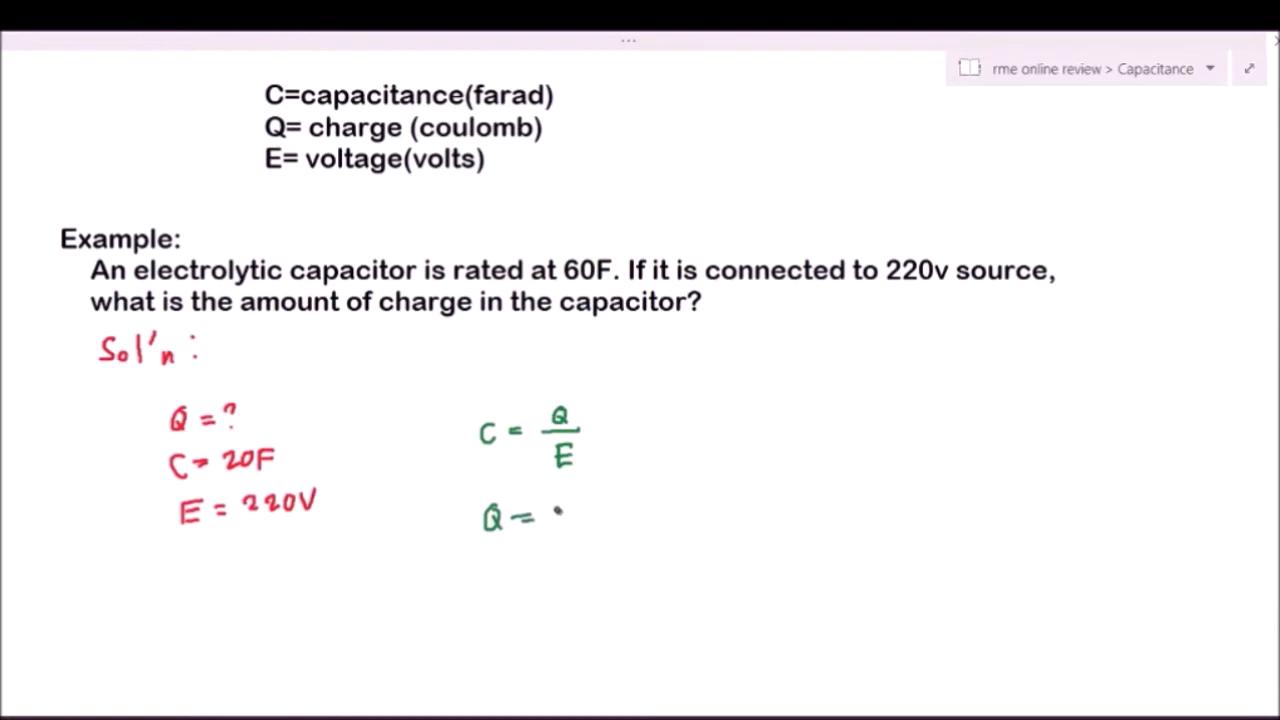 ...
rme online review > Capacitance
C=capacitance(farad)
Q= charge (coulomb)
E= voltage(volts)
Example:
An electrolytic capacitor is rated at 60F. If it is connected to 220v source,
what is the amount of charge in the capacitor?
Sol'n :
Q = ?
C = 20F
E = 220V
C = Q/E
Q =